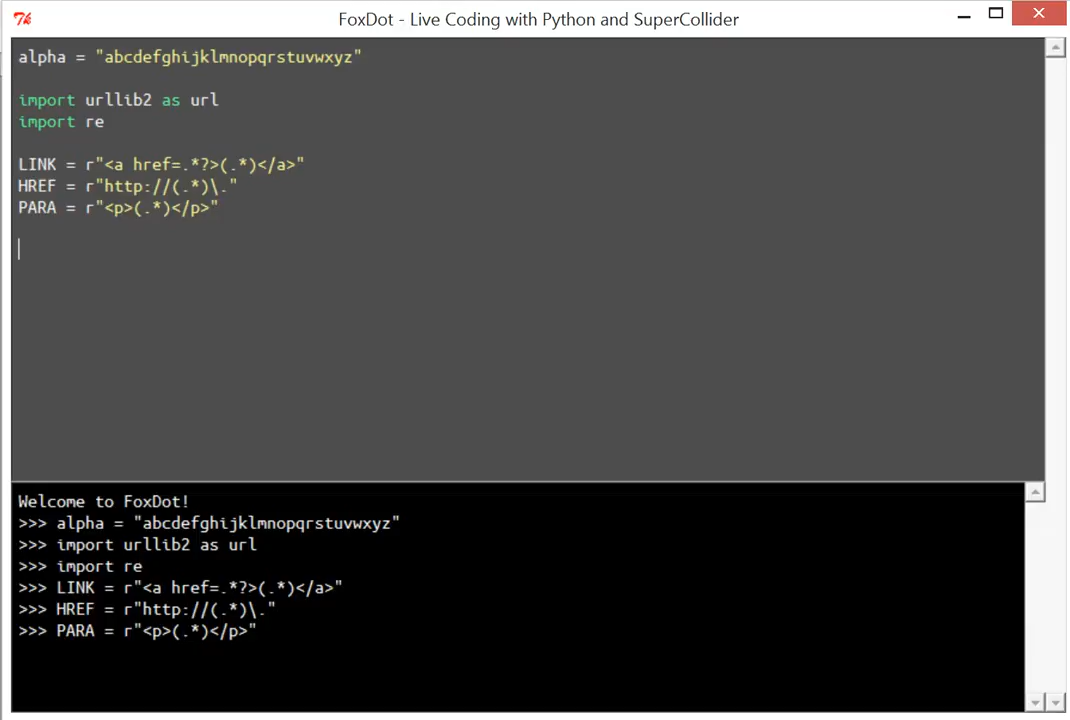 FoxDot - Live Coding with Python and SuperCollider
alpha = "abcdefghijklmnopqrstuvwxyz"
import urllib2 as url
import re
LINK = r"<a href=.*?>(.*)</a>"
HREF = r"http://(.*)\."
PARA = r"<p>(.*)</p>"
Welcome to FoxDot!
>>> alpha = "abcdefghijklmnopqrstuvwxyz"
>>> import urllib2 as url
>>> import re
>>> LINK = r"<a href=.*?>(.*)</a>"
>>> HREF = r"http://(.*)\."
>>> PARA = r"<p>(.*)</p>"